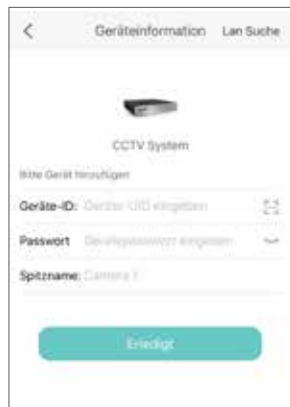 Geräteinformation Lan Suche
CCTV System
Bitte Gerät hinzufügen
Geräte-ID: Geräte-UID eingeben
Passwort Gerätepasswort eingeben
Spitzname: Camera 1
Erledigt